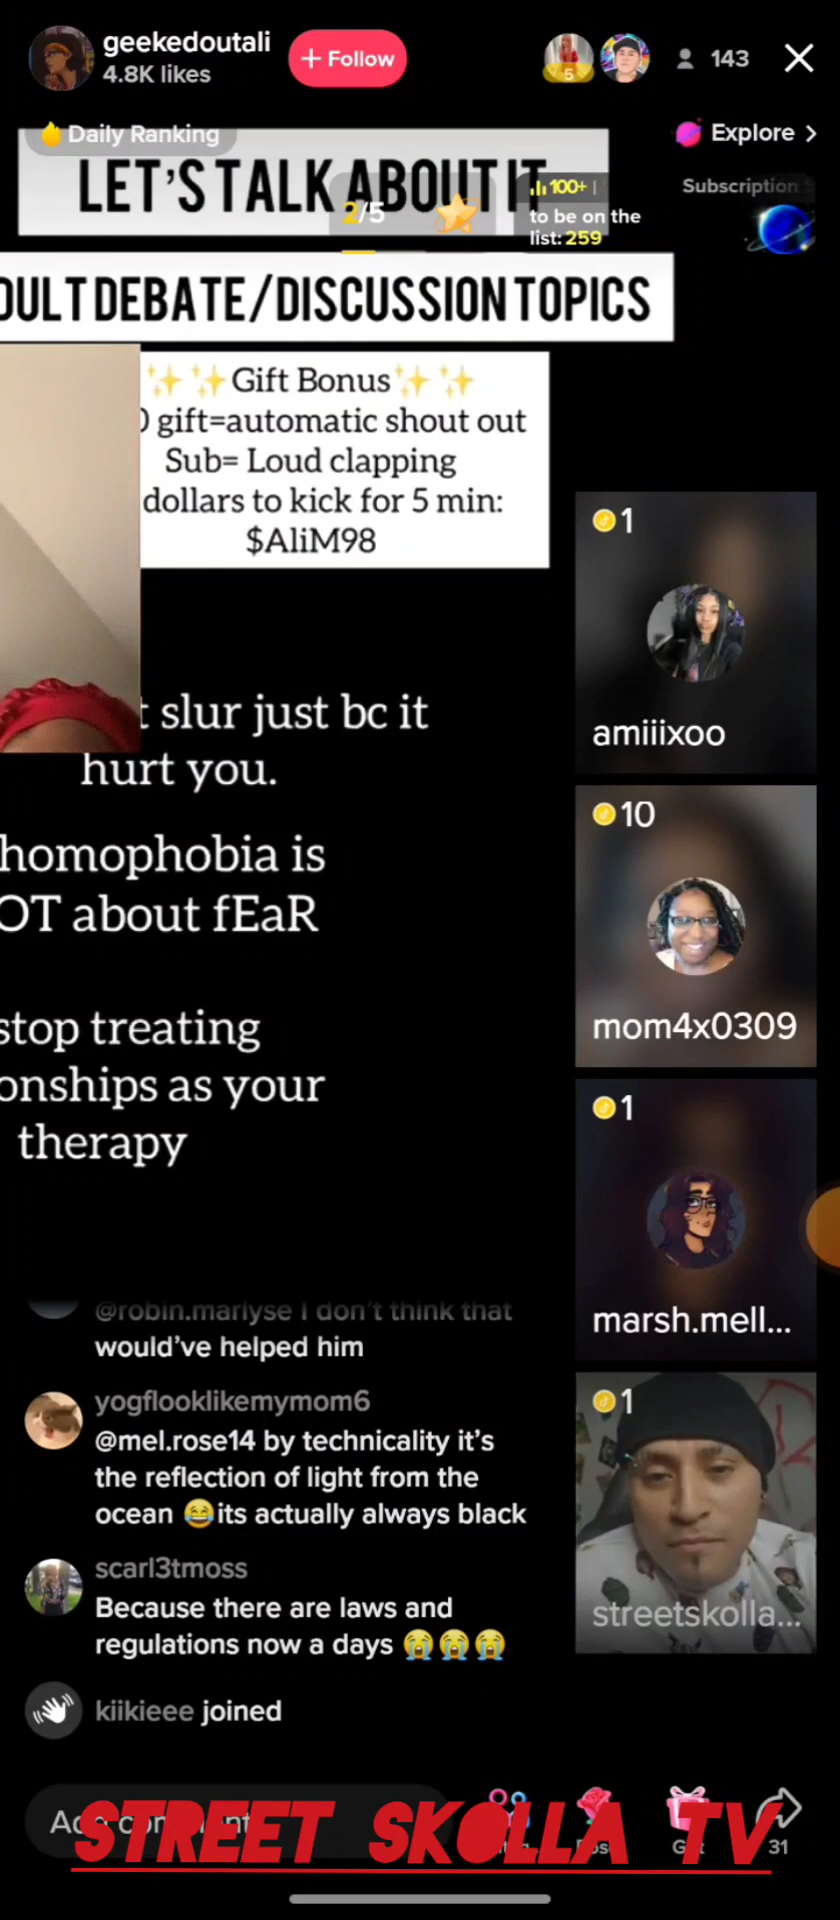 geekedoutali
4.8K likes
+ Follow
5
143
Daily Ranking
Explore >
LET'S TALK ABOUT IT
2/5
100+ |
to be on the
list: 259
Subscription
DEBATE/DISCUSSION TOPICS
✨ ✨ Gift Bonus ✨ ✨
gift=automatic shout out
Sub= Loud clapping
dollars to kick for 5 min:
$AliM98
slur just bc it
hurt you.
homophobia is
about fEaR
stop treating
as your
therapy
1
amiiixoo
10
mom4x0309
1
marsh.mell...
1
streetskolla...
@robin.marlyse I don't think that
would've helped him
yogflooklikemymom6
@mel.rose14 by technicality it's
the reflection of light from the
ocean 😂its actually always black
scarl3tmoss
Because there are laws and
regulations now a days 😭😭😭
kiikieee joined
STREET SKOLLA TV
31